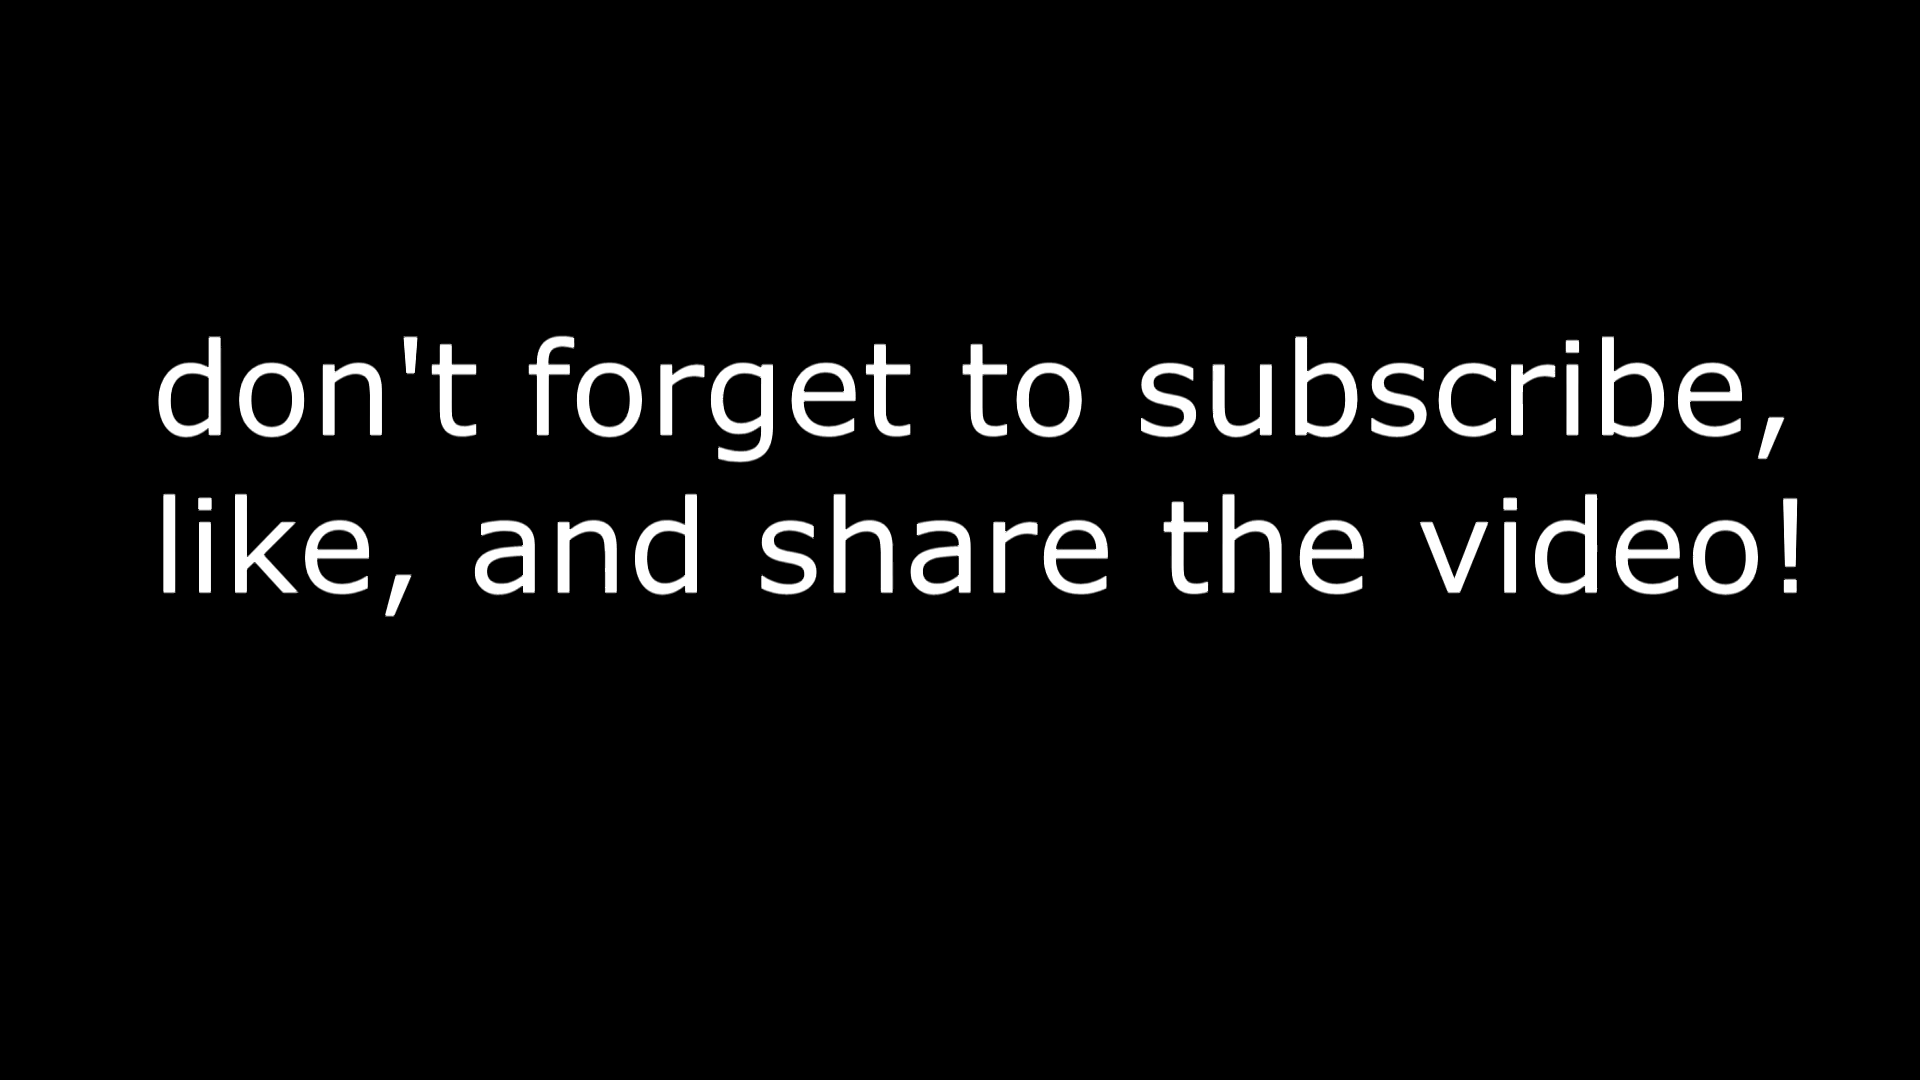 don't forget to subscribe,
like, and share the video!